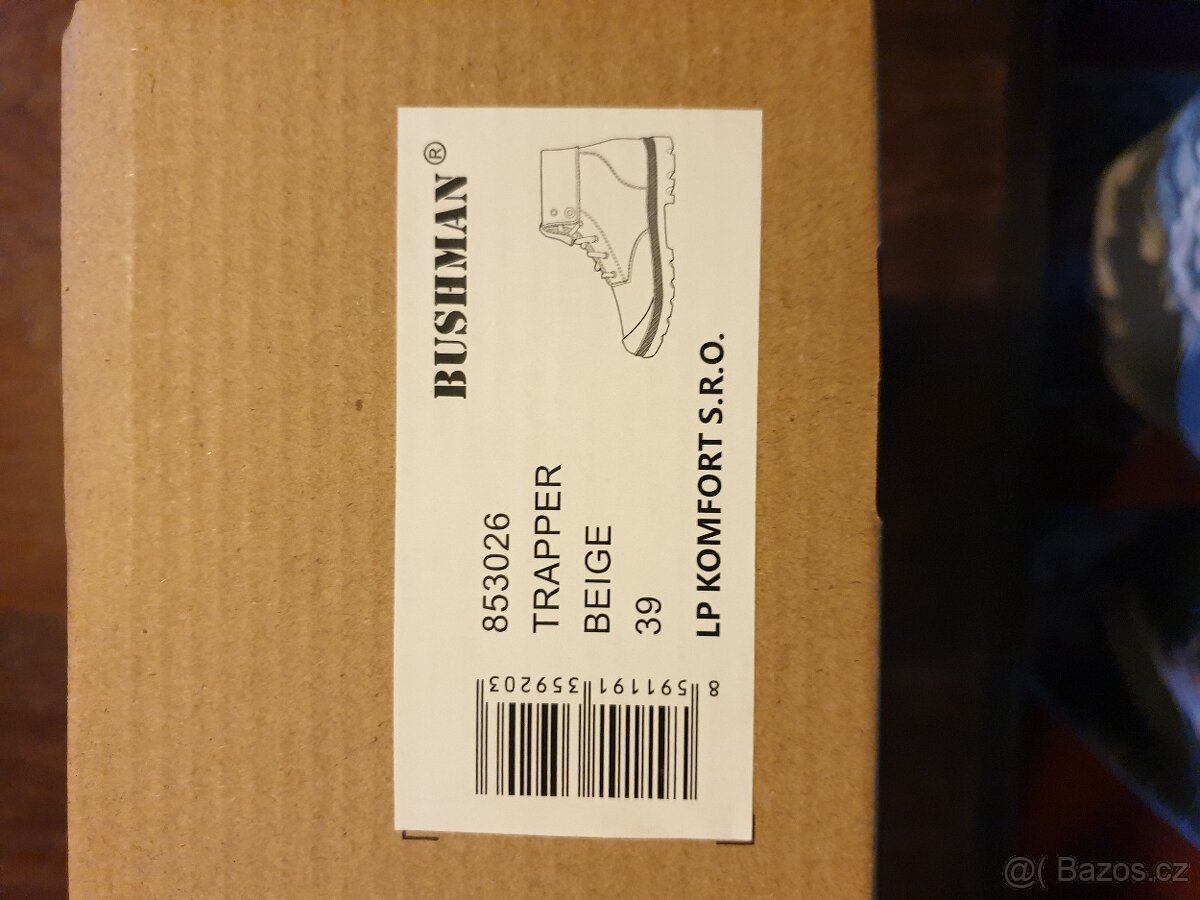 BUSHMAN®
853026
TRAPPER
BEIGE
39
LP KOMFORT S.R.O.
8 591191 359203
@( Bazos.cz